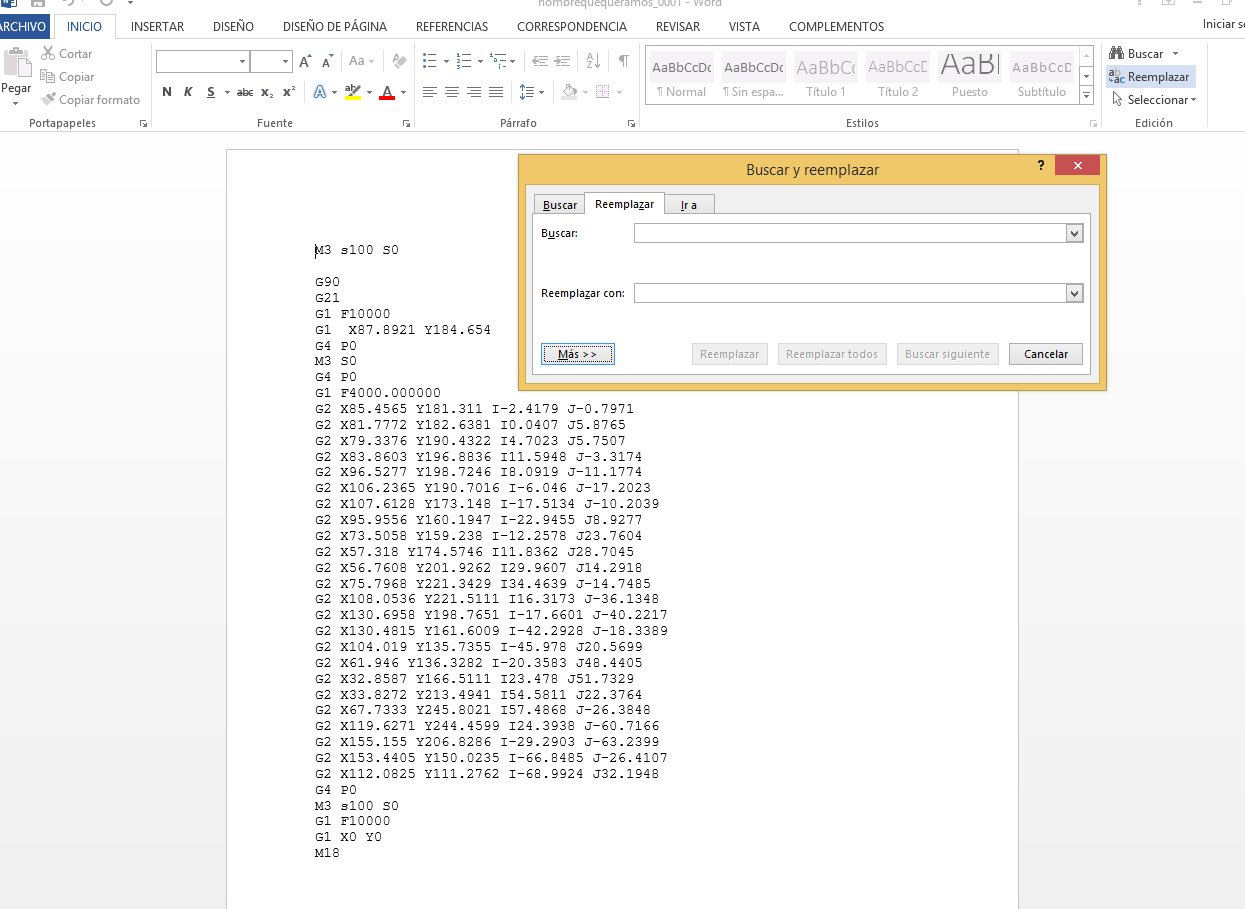 nombrequequeramos_0001 - Word
ARCHIVO INICIO INSERTAR DISEÑO DISEÑO DE PÁGINA REFERENCIAS CORRESPONDENCIA REVISAR VISTA COMPLEMENTOS Iniciar s
Pegar
Cortar
Copiar
Copiar formato
Portapapeles
Aa
N K S abc x₂ x² A ab A
Fuente
Párrafo
AaBbCcDc AaBbCcDc AaBbCc AaBbCcD AaBl AaBbCcD
¶ Normal ¶ Sin espa... Título 1 Título 2 Puesto Subtítulo
Estilos
Buscar
Reemplazar
Seleccionar
Edición
Buscar y reemplazar
?
Buscar Reemplazar Ir a
Buscar:
Reemplazar con:
Más >> Reemplazar Reemplazar todos Buscar siguiente Cancelar
M3 s100 S0
G90
G21
G1 F10000
G1  X87.8921 Y184.654
G4 P0
M3 S0
G4 P0
G1 F4000.000000
G2 X85.4565 Y181.311 I-2.4179 J-0.7971
G2 X81.7772 Y182.6381 I0.0407 J5.8765
G2 X79.3376 Y190.4322 I4.7023 J5.7507
G2 X83.8603 Y196.8836 I11.5948 J-3.3174
G2 X96.5277 Y198.7246 I8.0919 J-11.1774
G2 X106.2365 Y190.7016 I-6.046 J-17.2023
G2 X107.6128 Y173.148 I-17.5134 J-10.2039
G2 X95.9556 Y160.1947 I-22.9455 J8.9277
G2 X73.5058 Y159.238 I-12.2578 J23.7604
G2 X57.318 Y174.5746 I11.8362 J28.7045
G2 X56.7608 Y201.9262 I29.9607 J14.2918
G2 X75.7968 Y221.3429 I34.4639 J-14.7485
G2 X108.0536 Y221.5111 I16.3173 J-36.1348
G2 X130.6958 Y198.7651 I-17.6601 J-40.2217
G2 X130.4815 Y161.6009 I-42.2928 J-18.3389
G2 X104.019 Y135.7355 I-45.978 J20.5699
G2 X61.946 Y136.3282 I-20.3583 J48.4405
G2 X32.8587 Y166.5111 I23.478 J51.7329
G2 X33.8272 Y213.4941 I54.5811 J22.3764
G2 X67.7333 Y245.8021 I57.4868 J-26.3848
G2 X119.6271 Y244.4599 I24.3938 J-60.7166
G2 X155.155 Y206.8286 I-29.2903 J-63.2399
G2 X153.4405 Y150.0235 I-66.8485 J-26.4107
G2 X112.0825 Y111.2762 I-68.9924 J32.1948
G4 P0
M3 s100 S0
G1 F10000
G1 X0 Y0
M18